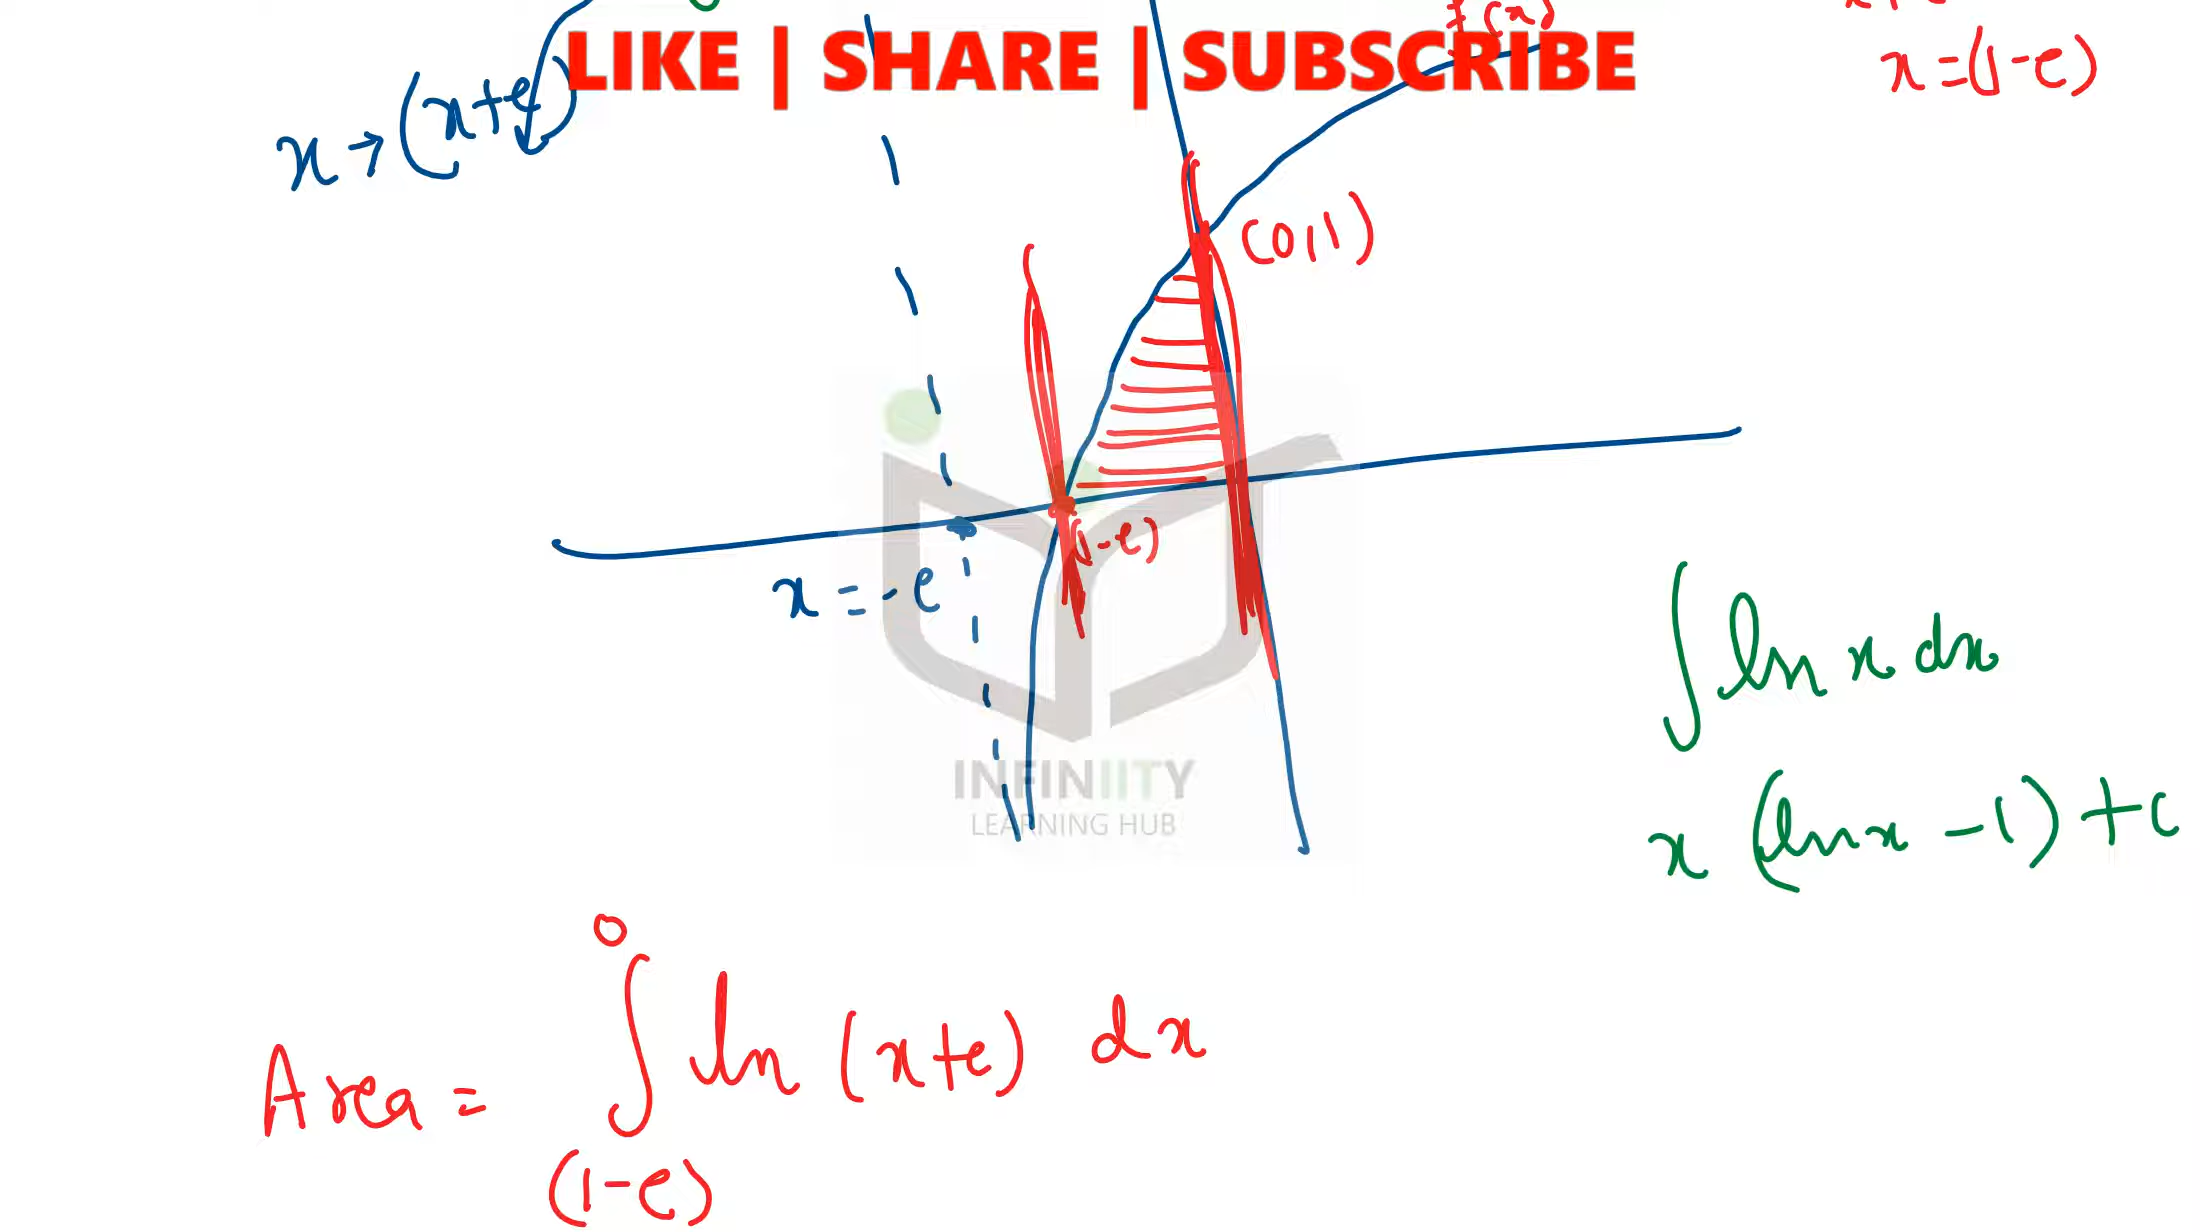 f(x)
LIKE | SHARE | SUBSCRIBE
x=(1-e)
x→(x+e)
(0,1)
(1-e)
x=-e
∫ln x dx
INFINIITY
LEARNING HUB
x (ln x -1)+c
Area = ∫ 0 (1-e) ln (x+e) dx